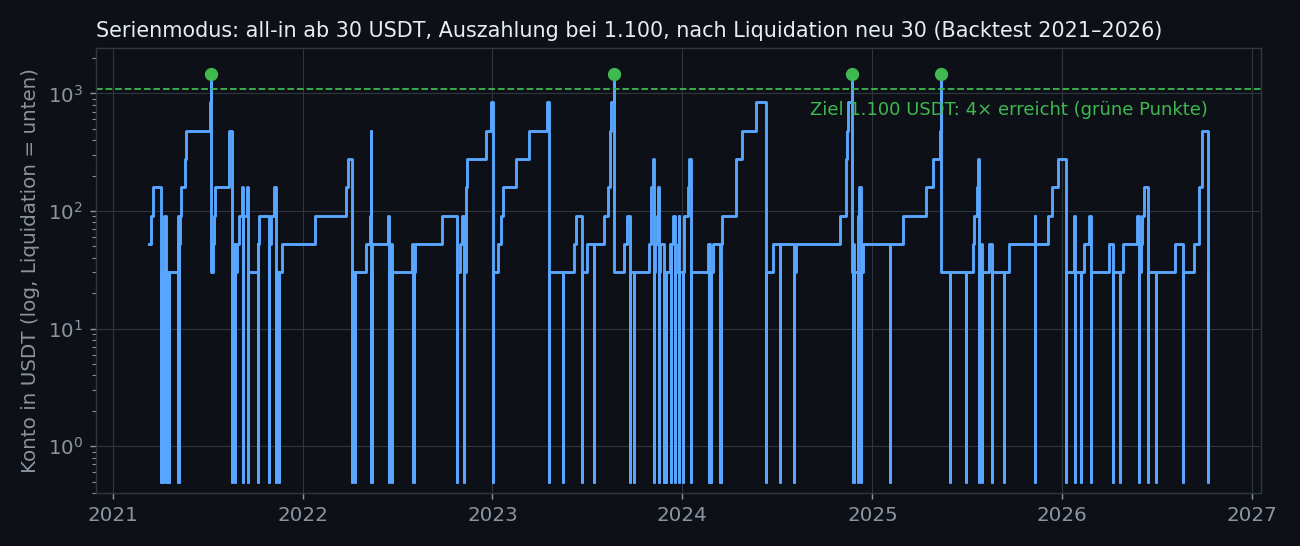 Serienmodus: all-in ab 30 USDT, Auszahlung bei 1.100, nach Liquidation neu 30 (Backtest 2021–2026)
Konto in USDT (log, Liquidation = unten)
10³
10²
10¹
10⁰
Ziel 1.100 USDT: 4× erreicht (grüne Punkte)
2021 2022 2023 2024 2025 2026 2027